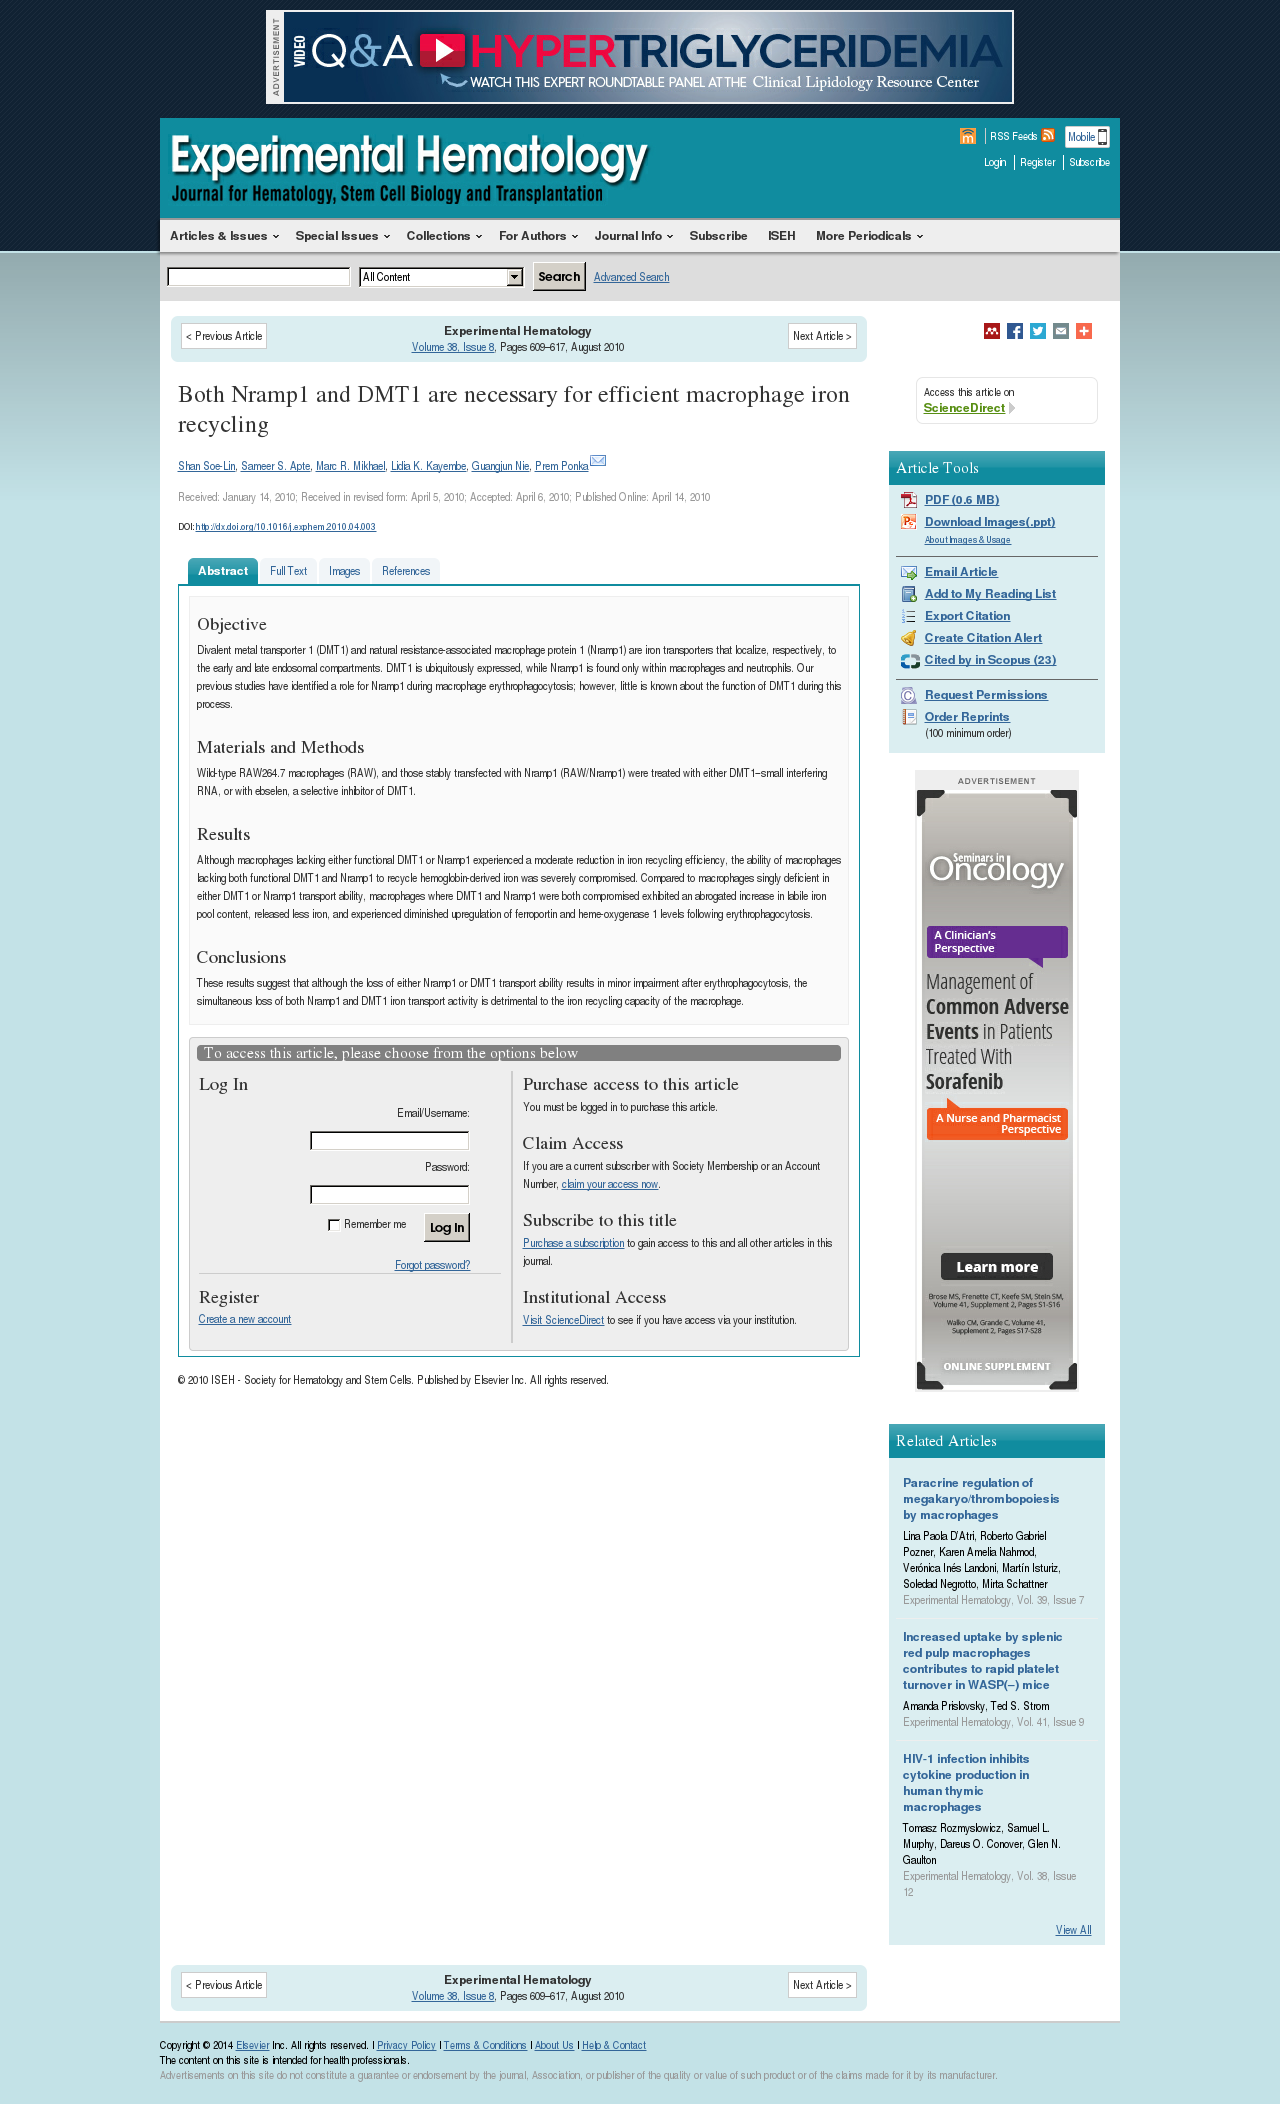 ADVERTISEMENT
VIDEO Q&A HYPERTRIGLYCERIDEMIA
WATCH THIS EXPERT ROUNDTABLE PANEL AT THE Clinical Lipidology Resource Center
Experimental Hematology
Journal for Hematology, Stem Cell Biology and Transplantation
RSS Feeds Mobile
Login Register Subscribe
Articles & Issues Special Issues Collections For Authors Journal Info Subscribe ISEH More Periodicals
All Content Search Advanced Search
< Previous Article
Experimental Hematology
Volume 38, Issue 8, Pages 609–617, August 2010
Next Article >
Both Nramp1 and DMT1 are necessary for efficient macrophage iron
recycling
Shan Soe-Lin, Sameer S. Apte, Marc R. Mikhael, Lidia K. Kayembe, Guangjun Nie, Prem Ponka
Received: January 14, 2010; Received in revised form: April 5, 2010; Accepted: April 6, 2010; Published Online: April 14, 2010
DOI: http://dx.doi.org/10.1016/j.exphem.2010.04.003
Abstract Full Text Images References
Objective
Divalent metal transporter 1 (DMT1) and natural resistance-associated macrophage protein 1 (Nramp1) are iron transporters that localize, respectively, to
the early and late endosomal compartments. DMT1 is ubiquitously expressed, while Nramp1 is found only within macrophages and neutrophils. Our
previous studies have identified a role for Nramp1 during macrophage erythrophagocytosis; however, little is known about the function of DMT1 during this
process.
Materials and Methods
Wild-type RAW264.7 macrophages (RAW), and those stably transfected with Nramp1 (RAW/Nramp1) were treated with either DMT1–small interfering
RNA, or with ebselen, a selective inhibitor of DMT1.
Results
Although macrophages lacking either functional DMT1 or Nramp1 experienced a moderate reduction in iron recycling efficiency, the ability of macrophages
lacking both functional DMT1 and Nramp1 to recycle hemoglobin-derived iron was severely compromised. Compared to macrophages singly deficient in
either DMT1 or Nramp1 transport ability, macrophages where DMT1 and Nramp1 were both compromised exhibited an abrogated increase in labile iron
pool content, released less iron, and experienced diminished upregulation of ferroportin and heme-oxygenase 1 levels following erythrophagocytosis.
Conclusions
These results suggest that although the loss of either Nramp1 or DMT1 transport ability results in minor impairment after erythrophagocytosis, the
simultaneous loss of both Nramp1 and DMT1 iron transport activity is detrimental to the iron recycling capacity of the macrophage.
To access this article, please choose from the options below
Log In
Email/Username:
Password:
Remember me Log In
Forgot password?
Register
Create a new account
Purchase access to this article
You must be logged in to purchase this article.
Claim Access
If you are a current subscriber with Society Membership or an Account
Number, claim your access now.
Subscribe to this title
Purchase a subscription to gain access to this and all other articles in this
journal.
Institutional Access
Visit ScienceDirect to see if you have access via your institution.
© 2010 ISEH - Society for Hematology and Stem Cells. Published by Elsevier Inc. All rights reserved.
Access this article on
ScienceDirect
Article Tools
PDF (0.6 MB)
Download Images(.ppt)
About Images & Usage
Email Article
Add to My Reading List
Export Citation
Create Citation Alert
Cited by in Scopus (23)
Request Permissions
Order Reprints
(100 minimum order)
ADVERTISEMENT
Seminars in
Oncology
A Clinician's
Perspective
Management of
Common Adverse
Events in Patients
Treated With
Sorafenib
A Nurse and Pharmacist
Perspective
Learn more
Brose MS, Frenette CT, Keefe SM, Stein SM,
Volume 41, Supplement 2, Pages S1-S16
Walko CM, Grande C, Volume 41,
Supplement 2, Pages S17-S28
ONLINE SUPPLEMENT
Related Articles
Paracrine regulation of
megakaryo/thrombopoiesis
by macrophages
Lina Paola D'Atri, Roberto Gabriel
Pozner, Karen Amelia Nahmod,
Verónica Inés Landoni, Martín Isturiz,
Soledad Negrotto, Mirta Schattner
Experimental Hematology, Vol. 39, Issue 7
Increased uptake by splenic
red pulp macrophages
contributes to rapid platelet
turnover in WASP(−) mice
Amanda Prislovsky, Ted S. Strom
Experimental Hematology, Vol. 41, Issue 9
HIV-1 infection inhibits
cytokine production in
human thymic
macrophages
Tomasz Rozmyslowicz, Samuel L.
Murphy, Dareus O. Conover, Glen N.
Gaulton
Experimental Hematology, Vol. 38, Issue
12
View All
< Previous Article
Experimental Hematology
Volume 38, Issue 8, Pages 609–617, August 2010
Next Article >
Copyright © 2014 Elsevier Inc. All rights reserved. | Privacy Policy | Terms & Conditions | About Us | Help & Contact
The content on this site is intended for health professionals.
Advertisements on this site do not constitute a guarantee or endorsement by the journal, Association, or publisher of the quality or value of such product or of the claims made for it by its manufacturer.